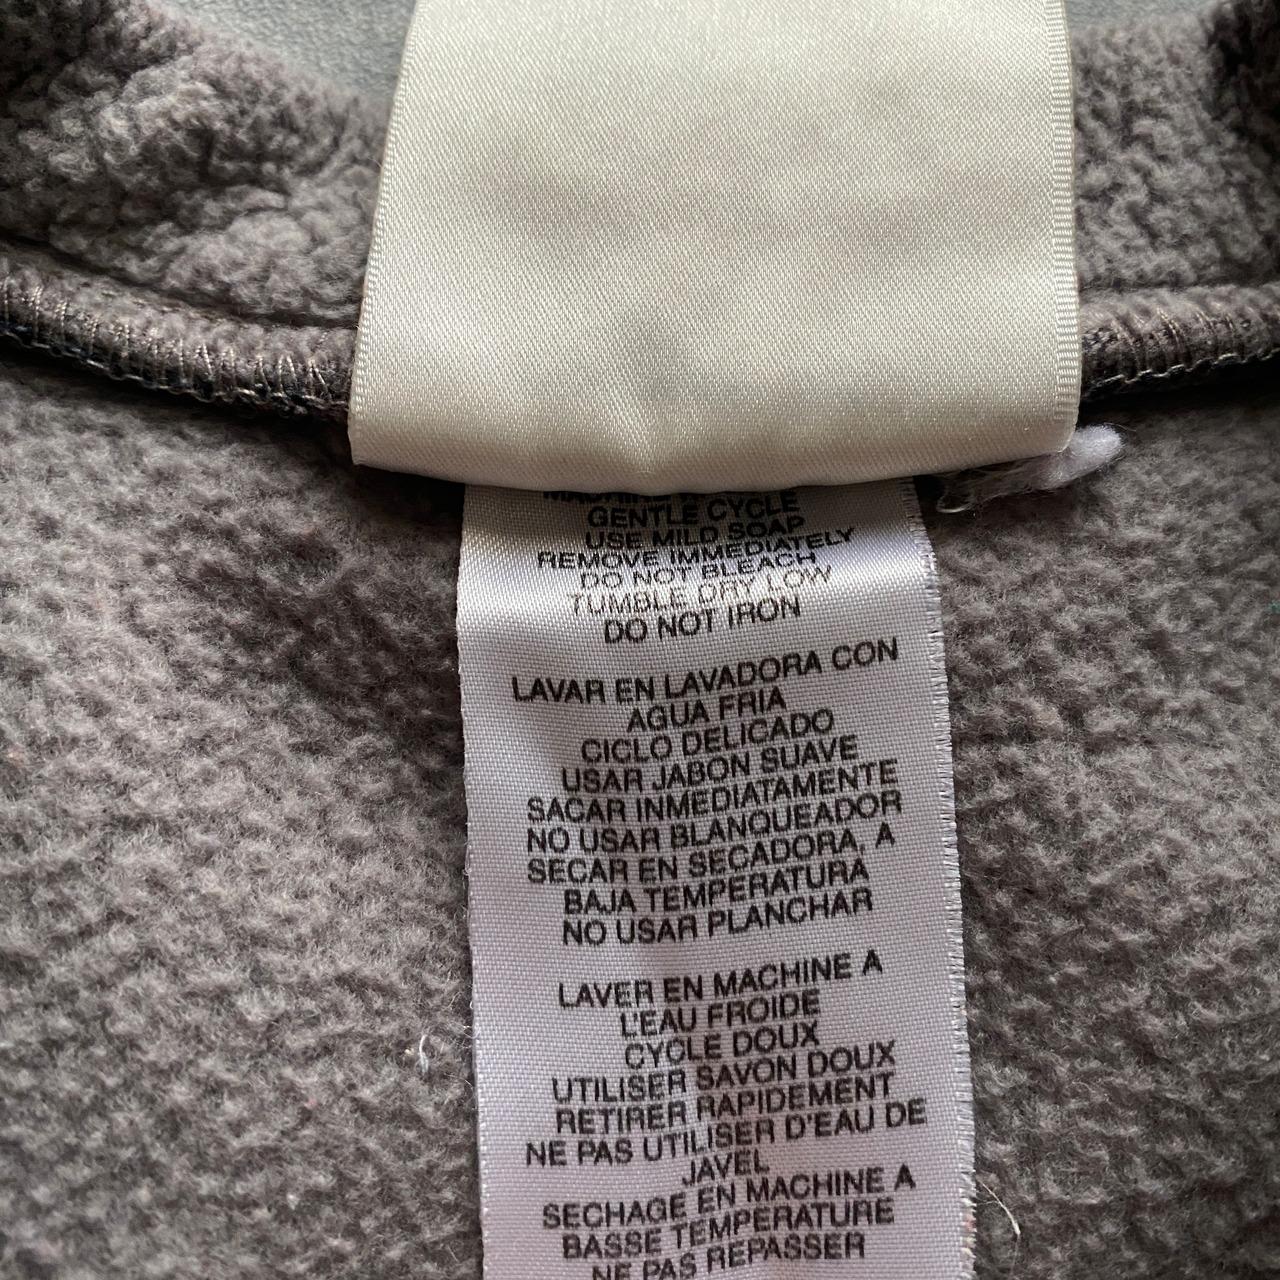 GENTLE CYCLE
USE MILD SOAP
REMOVE IMMEDIATELY
DO NOT BLEACH
TUMBLE DRY LOW
DO NOT IRON
LAVAR EN LAVADORA CON
AGUA FRIA
CICLO DELICADO
USAR JABON SUAVE
SACAR INMEDIATAMENTE
NO USAR BLANQUEADOR
SECAR EN SECADORA, A
BAJA TEMPERATURA
NO USAR PLANCHAR
LAVER EN MACHINE A
L'EAU FROIDE
CYCLE DOUX
UTILISER SAVON DOUX
RETIRER RAPIDEMENT
NE PAS UTILISER D'EAU DE
JAVEL
SECHAGE EN MACHINE A
BASSE TEMPERATURE
NE PAS REPASSER